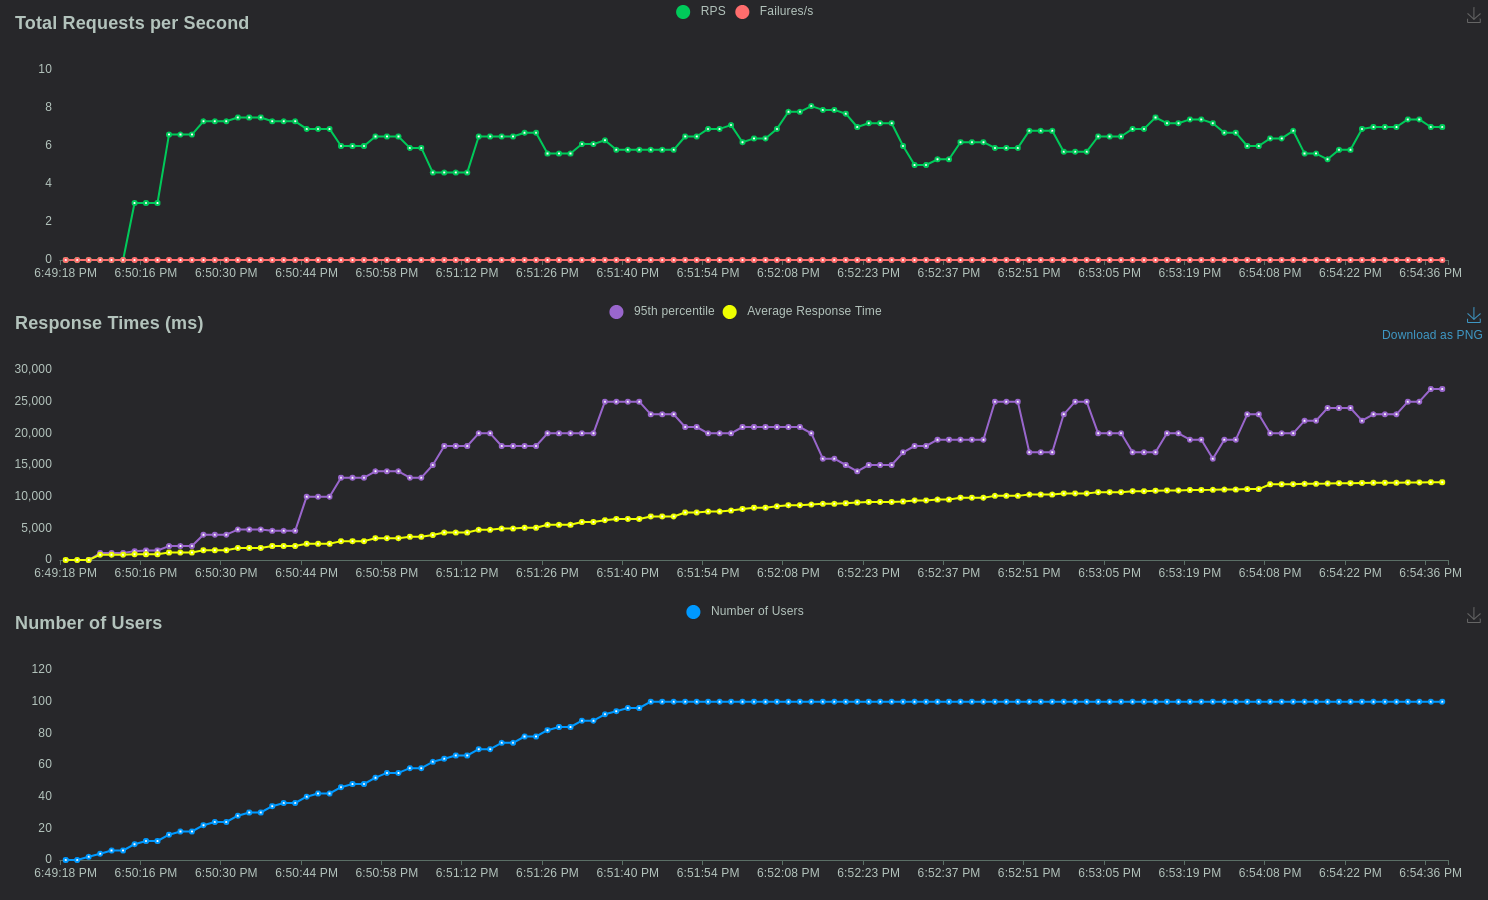 Total Requests per Second
RPS Failures/s
10
8
6
4
2
0
6:49:18 PM 6:50:16 PM 6:50:30 PM 6:50:44 PM 6:50:58 PM 6:51:12 PM 6:51:26 PM 6:51:40 PM 6:51:54 PM 6:52:08 PM 6:52:23 PM 6:52:37 PM 6:52:51 PM 6:53:05 PM 6:53:19 PM 6:54:08 PM 6:54:22 PM 6:54:36 PM
Response Times (ms)
95th percentile Average Response Time
Download as PNG
30,000
25,000
20,000
15,000
10,000
5,000
0
6:49:18 PM 6:50:16 PM 6:50:30 PM 6:50:44 PM 6:50:58 PM 6:51:12 PM 6:51:26 PM 6:51:40 PM 6:51:54 PM 6:52:08 PM 6:52:23 PM 6:52:37 PM 6:52:51 PM 6:53:05 PM 6:53:19 PM 6:54:08 PM 6:54:22 PM 6:54:36 PM
Number of Users
Number of Users
120
100
80
60
40
20
0
6:49:18 PM 6:50:16 PM 6:50:30 PM 6:50:44 PM 6:50:58 PM 6:51:12 PM 6:51:26 PM 6:51:40 PM 6:51:54 PM 6:52:08 PM 6:52:23 PM 6:52:37 PM 6:52:51 PM 6:53:05 PM 6:53:19 PM 6:54:08 PM 6:54:22 PM 6:54:36 PM